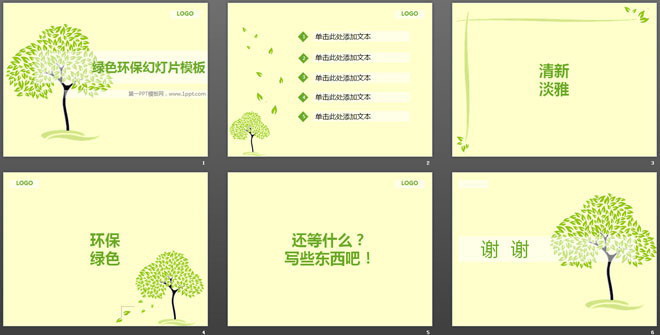 LOGO
绿色环保幻灯片模板
第一PPT模板网，www.1ppt.com
1
LOGO
1 单击此处添加文本
2 单击此处添加文本
3 单击此处添加文本
4 单击此处添加文本
5 单击此处添加文本
2
清新
淡雅
3
LOGO
环保
绿色
4
LOGO
还等什么？
写些东西吧！
5
谢 谢
6